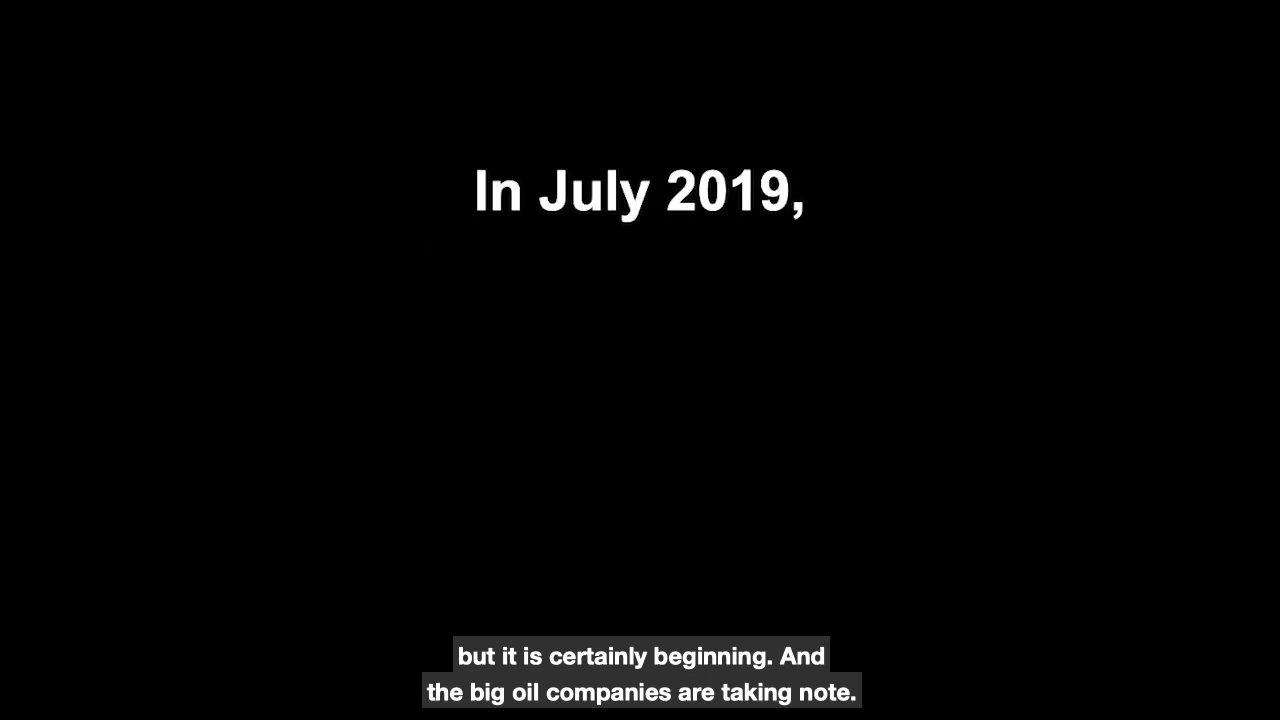 In July 2019,
but it is certainly beginning. And
the big oil companies are taking note.